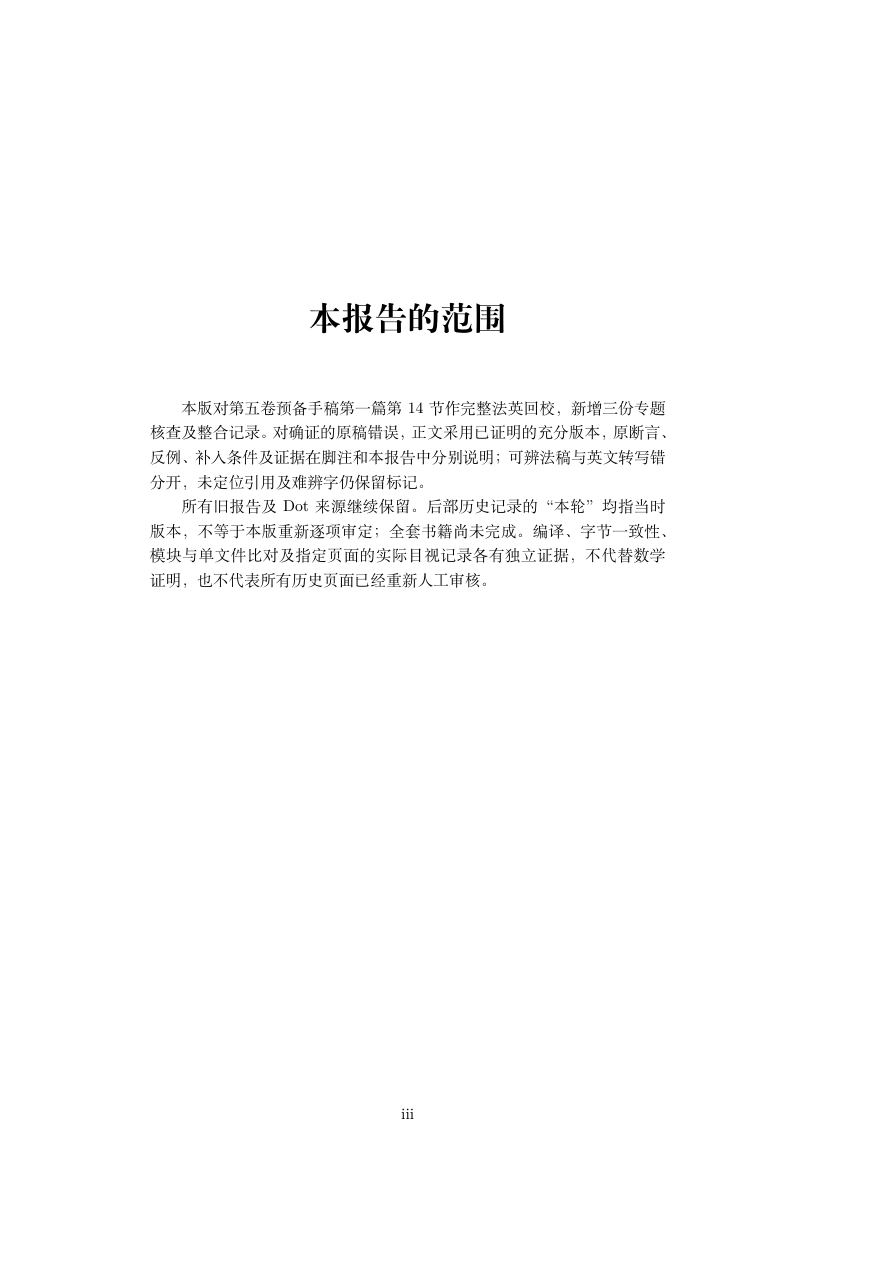 本报告的范围
本版对第五卷预备手稿第一篇第 14 节作完整法英回校，新增三份专题
核查及整合记录。对确证的原稿错误，正文采用已证明的充分版本，原断言、
反例、补入条件及证据在脚注和本报告中分别说明；可辨法稿与英文转写错
分开，未定位引用及难辨字仍保留标记。
所有旧报告及 Dot 来源继续保留。后部历史记录的“本轮”均指当时
版本，不等于本版重新逐项审定；全套书籍尚未完成。编译、字节一致性、
模块与单文件比对及指定页面的实际目视记录各有独立证据，不代替数学
证明，也不代表所有历史页面已经重新人工审核。
iii